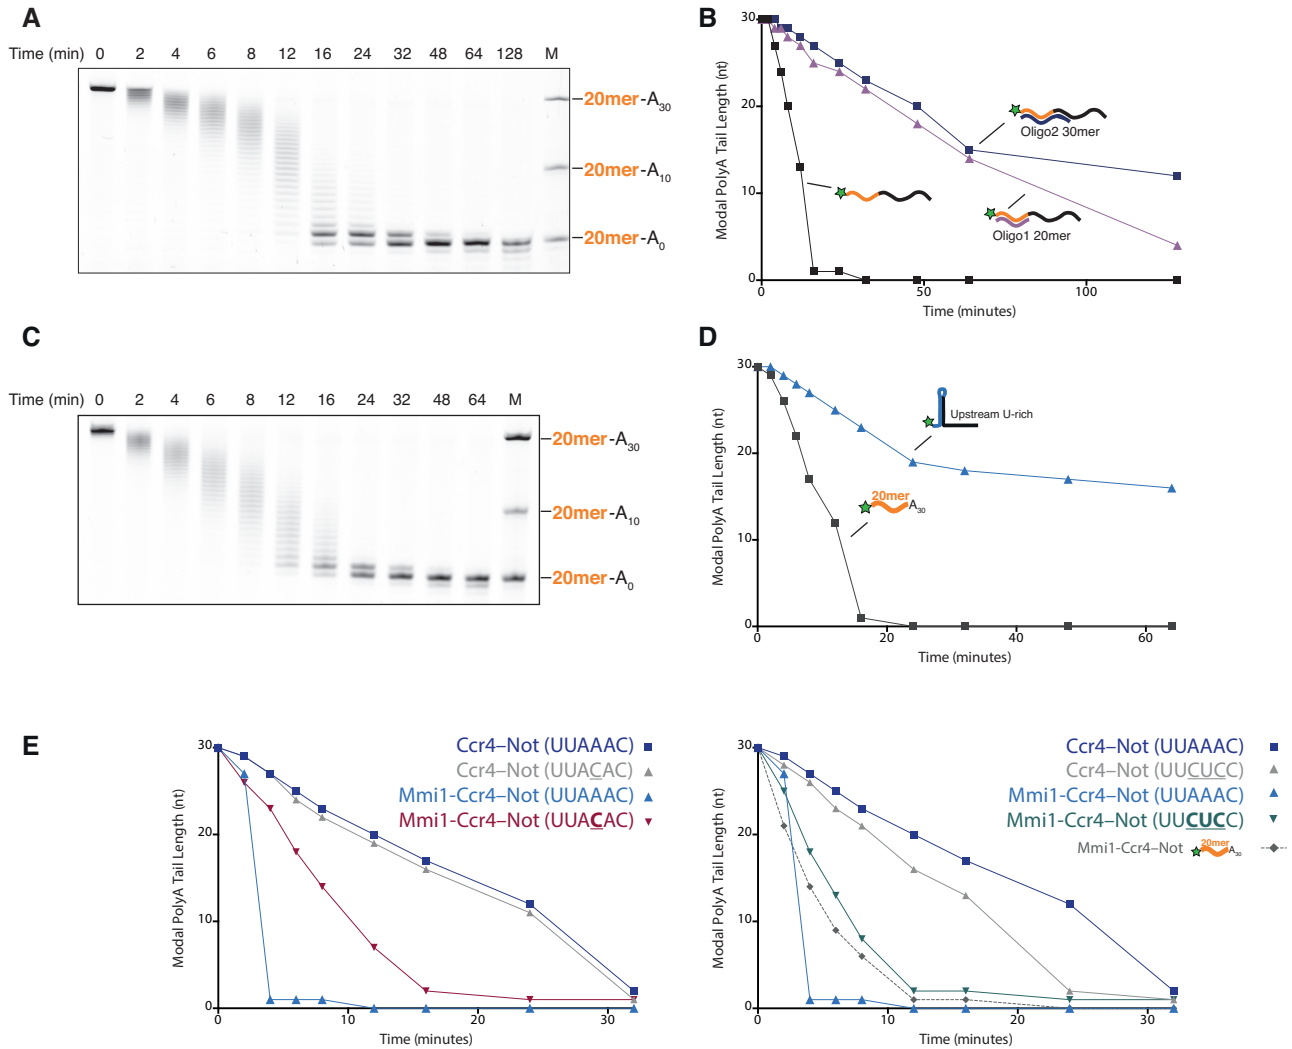 A
Time (min) 0 2 4 6 8 12 16 24 32 48 64 128 M
20mer-A30
20mer-A10
20mer-A0
B
Modal PolyA Tail Length (nt)
30
20
10
0
0 50 100
Time (minutes)
Oligo2 30mer
Oligo1 20mer
C
Time (min) 0 2 4 6 8 12 16 24 32 48 64 M
20mer-A30
20mer-A10
20mer-A0
D
Modal PolyA Tail Length (nt)
30
20
10
0
0 20 40 60
Time (minutes)
Upstream U-rich
20mer A30
E
Modal PolyA Tail Length (nt)
30
20
10
0
0 10 20 30
Time (minutes)
Ccr4–Not (UUAAAC)
Ccr4–Not (UUACAC)
Mmi1-Ccr4–Not (UUAAAC)
Mmi1-Ccr4–Not (UUACAC)
Modal PolyA Tail Length (nt)
30
20
10
0
0 10 20 30
Time (minutes)
Ccr4–Not (UUAAAC)
Ccr4–Not (UUCUCC)
Mmi1-Ccr4–Not (UUAAAC)
Mmi1-Ccr4–Not (UUCUCC)
Mmi1-Ccr4–Not 20mer A30